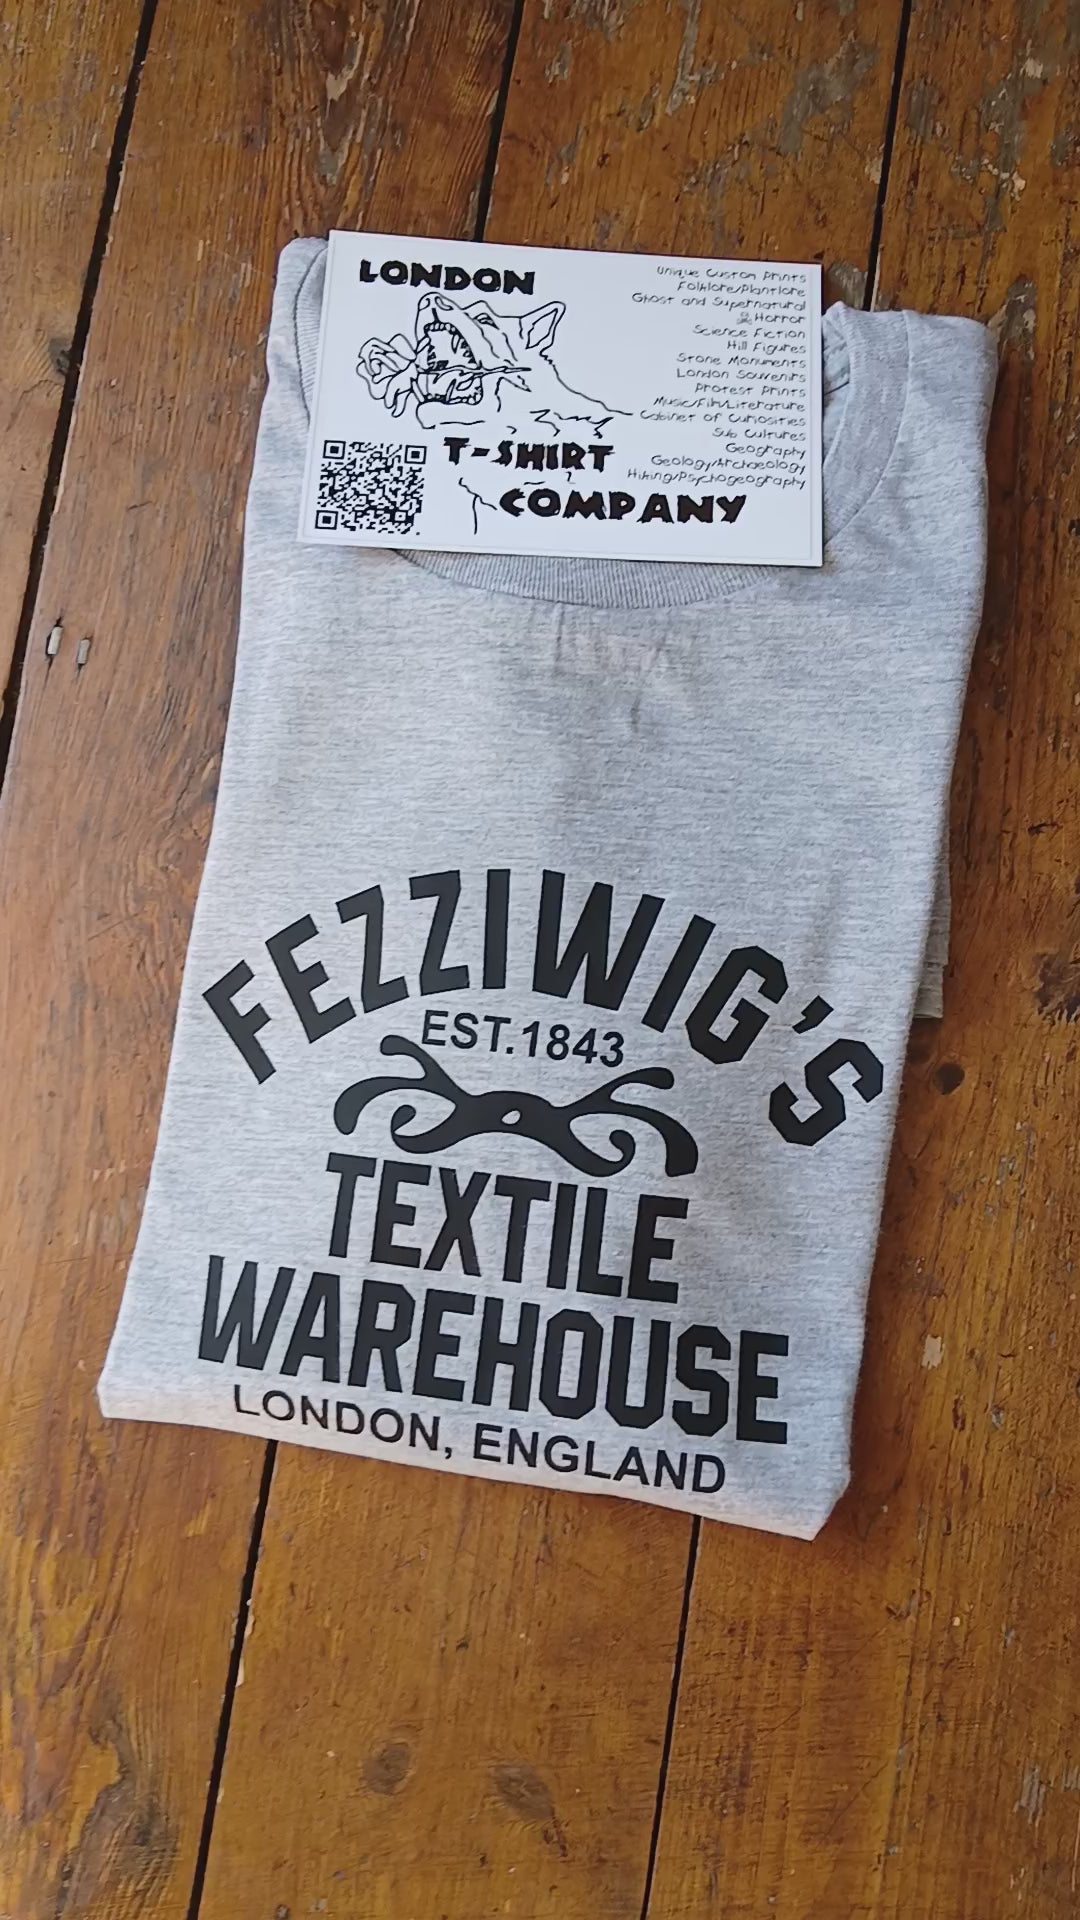 LONDON
T-SHIRT
COMPANY
Unique Custom Prints
Folklore/Plantlore
Ghost and Supernatural
& Horror
Science Fiction
Hill Figures
Stone Monuments
London Souvenirs
Protest Prints
Music/Film/Literature
Cabinet of Curiosities
Sub Cultures
Geography
Geology/Archaeology
Hiking/Psychogeography
FEZZIWIG'S
EST.1843
TEXTILE
WAREHOUSE
LONDON, ENGLAND